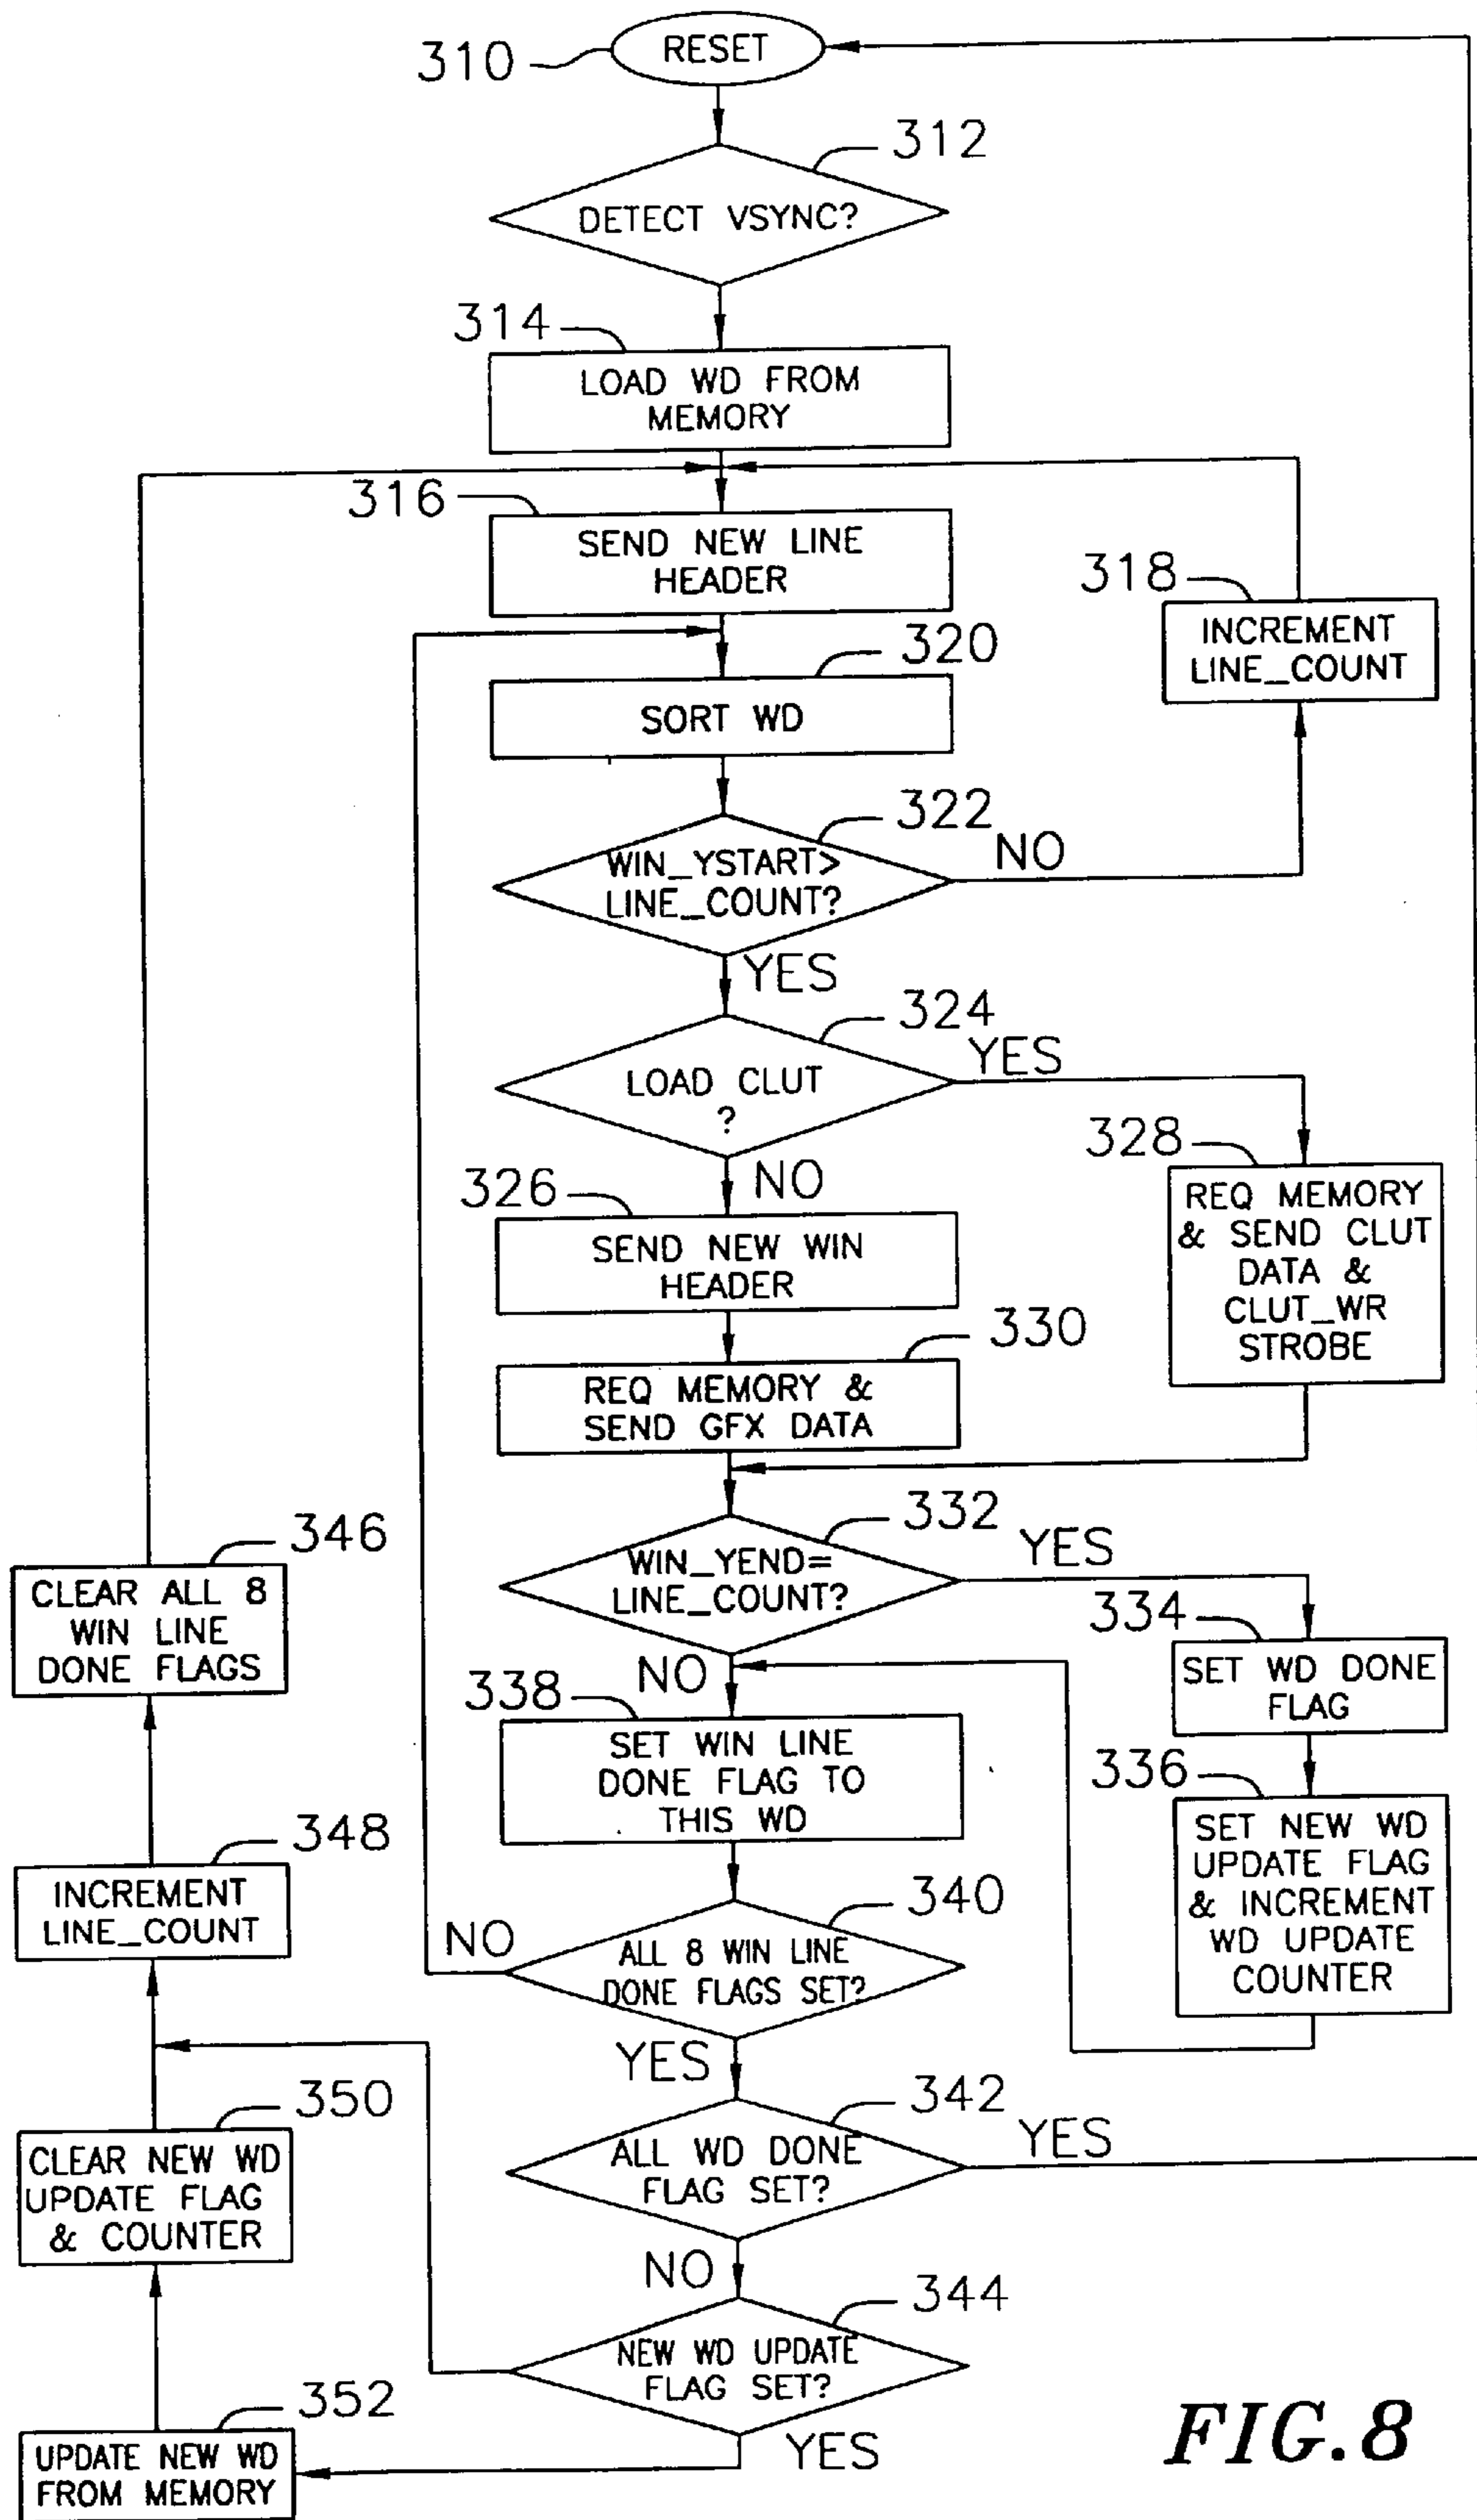 310
RESET
312
DETECT VSYNC?
314
LOAD WD FROM
MEMORY
316
SEND NEW LINE
HEADER
318
INCREMENT
LINE_COUNT
320
SORT WD
322
WIN_YSTART>
LINE_COUNT?
NO
YES
324
LOAD CLUT
?
YES
NO
326
SEND NEW WIN
HEADER
328
REQ MEMORY
& SEND CLUT
DATA &
CLUT_WR
STROBE
330
REQ MEMORY &
SEND GFX DATA
332
WIN_YEND=
LINE_COUNT?
YES
NO
334
SET WD DONE
FLAG
336
SET NEW WD
UPDATE FLAG
& INCREMENT
WD UPDATE
COUNTER
338
SET WIN LINE
DONE FLAG TO
THIS WD
340
ALL 8 WIN LINE
DONE FLAGS SET?
NO
YES
342
ALL WD DONE
FLAG SET?
YES
NO
344
NEW WD UPDATE
FLAG SET?
YES
346
CLEAR ALL 8
WIN LINE
DONE FLAGS
348
INCREMENT
LINE_COUNT
350
CLEAR NEW WD
UPDATE FLAG
& COUNTER
352
UPDATE NEW WD
FROM MEMORY
FIG.8